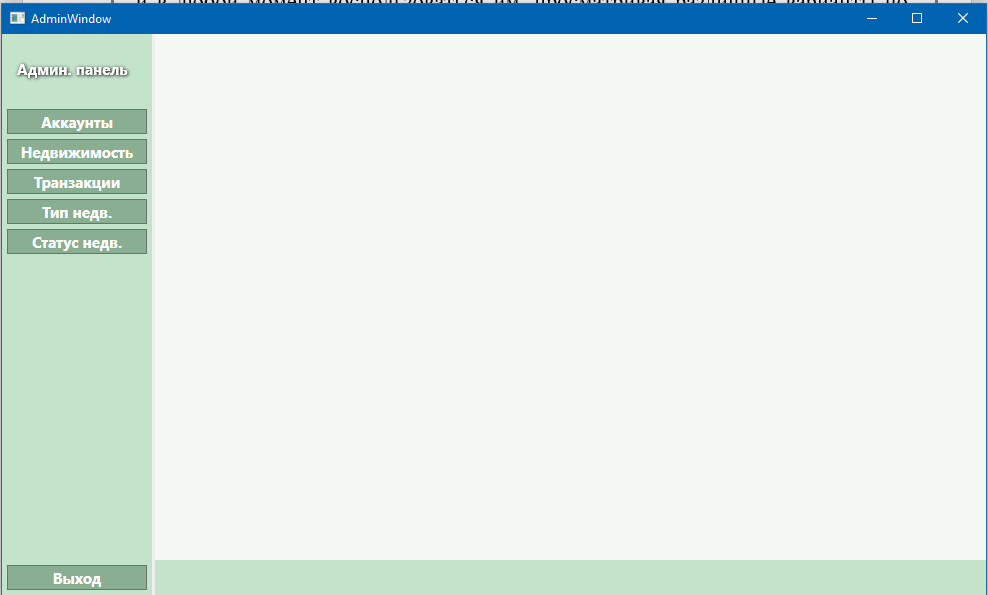 AdminWindow
Админ. панель
Аккаунты
Недвижимость
Транзакции
Тип недв.
Статус недв.
Выход